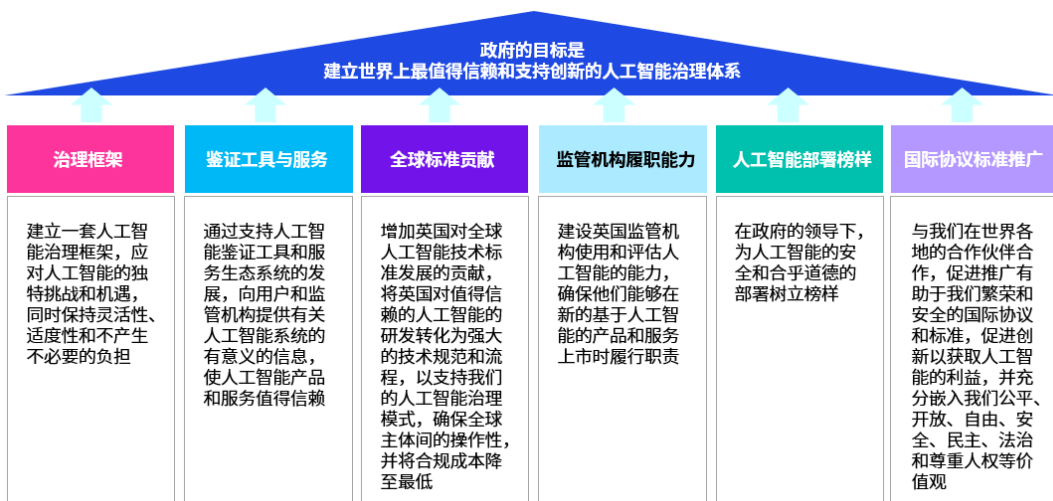 政府的目标是
建立世界上最值得信赖和支持创新的人工智能治理体系
治理框架
建立一套人工智
能治理框架，应
对人工智能的独
特挑战和机遇，
同时保持灵活性、
适度性和不产生
不必要的负担
鉴证工具与服务
通过支持人工智
能鉴证工具和服
务生态系统的发
展，向用户和监
管机构提供有关
人工智能系统的
有意义的信息，
使人工智能产品
和服务值得信赖
全球标准贡献
增加英国对全球
人工智能技术标
准发展的贡献，
将英国对值得信
赖的人工智能的
研发转化为强大
的技术规范和流
程，以支持我们
的人工智能治理
模式，确保全球
主体间的操作性，
并将合规成本降
至最低
监管机构履职能力
建设英国监管机
构使用和评估人
工智能的能力，
确保他们能够在
新的基于人工智
能的产品和服务
上市时履行职责
人工智能部署榜样
在政府的领导下，
为人工智能的安
全和合乎道德的
部署树立榜样
国际协议标准推广
与我们在世界各
地的合作伙伴合
作，促进推广有
助于我们繁荣和
安全的国际协议
和标准，促进创
新以获取人工智
能的利益，并充
分嵌入我们公平、
开放、自由、安
全、民主、法治
和尊重人权等价
值观